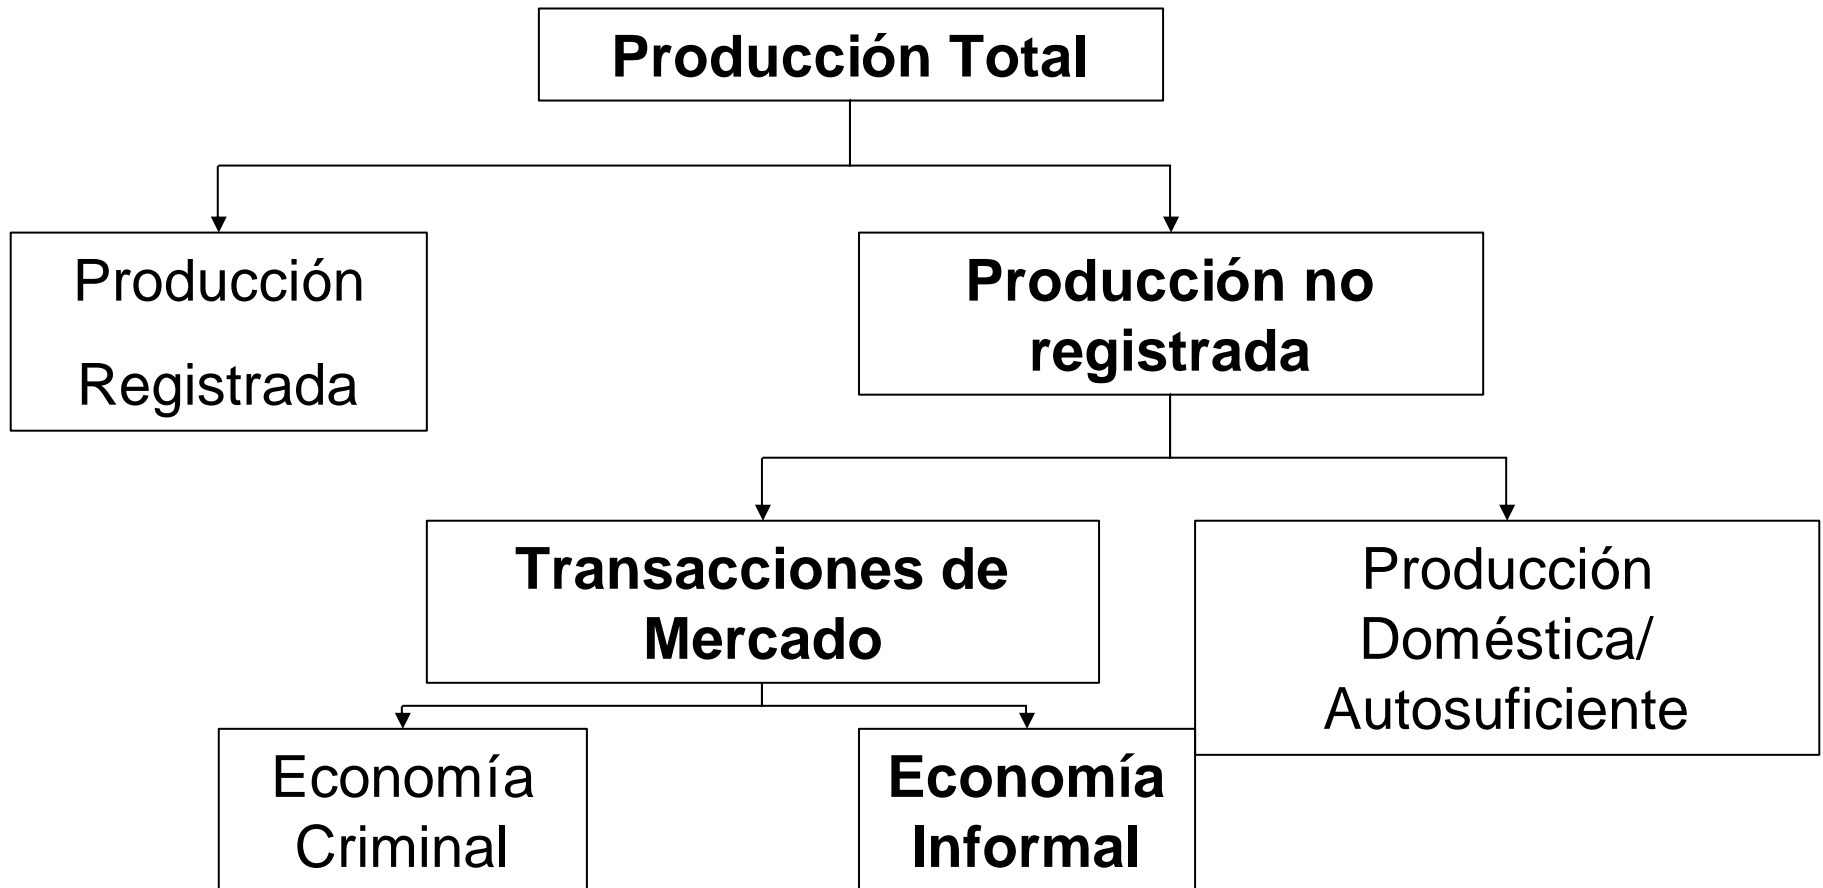 Producción Total
Producción
Registrada
Producción no
registrada
Transacciones de
Mercado
Producción
Doméstica/
Autosuficiente
Economía
Criminal
Economía
Informal